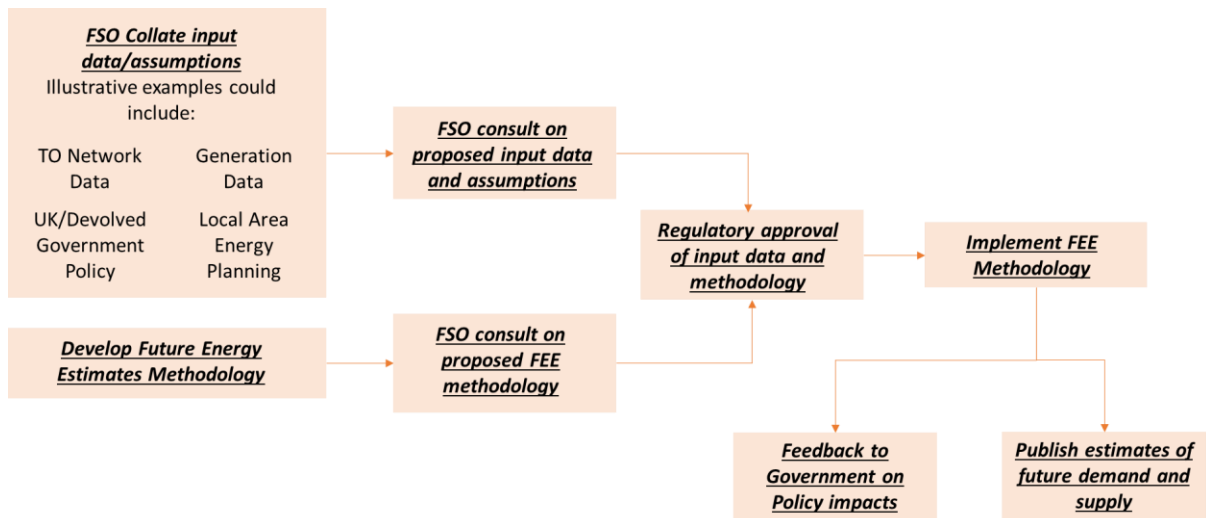 FSO Collate input
data/assumptions
Illustrative examples could
include:
TO Network
Data
Generation
Data
UK/Devolved
Government
Policy
Local Area
Energy
Planning
FSO consult on
proposed input data
and assumptions
Regulatory approval
of input data and
methodology
Implement FEE
Methodology
Develop Future Energy
Estimates Methodology
FSO consult on
proposed FEE
methodology
Feedback to
Government on
Policy impacts
Publish estimates of
future demand and
supply